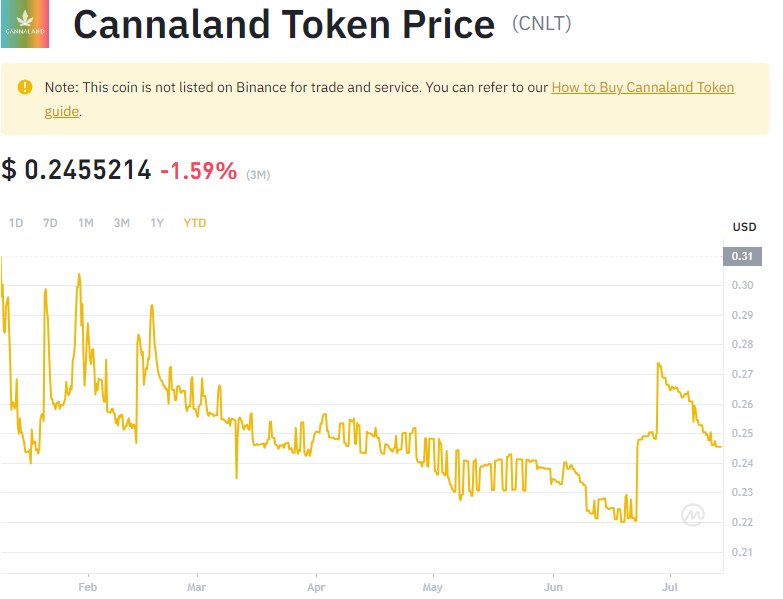 Cannaland Token Price (CNLT)
CANNALAND
Note: This coin is not listed on Binance for trade and service. You can refer to our How to Buy Cannaland Token
guide.
$ 0.2455214 -1.59% (3M)
1D 7D 1M 3M 1Y YTD
USD
0.31
0.30
0.29
0.28
0.27
0.26
0.25
0.24
0.23
0.22
0.21
Feb Mar Apr May Jun Jul